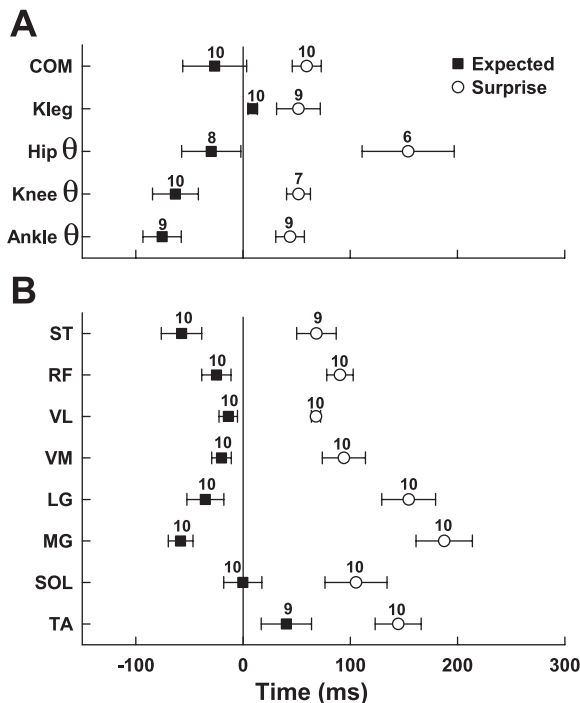 A
COM 10 10
Kleg 10 9
Hip θ 8 6
Knee θ 10 7
Ankle θ 9 9
Expected
Surprise
B
ST 10 9
RF 10 10
VL 10 10
VM 10 10
LG 10 10
MG 10 10
SOL 10 10
TA 9 10
-100 0 100 200 300
Time (ms)